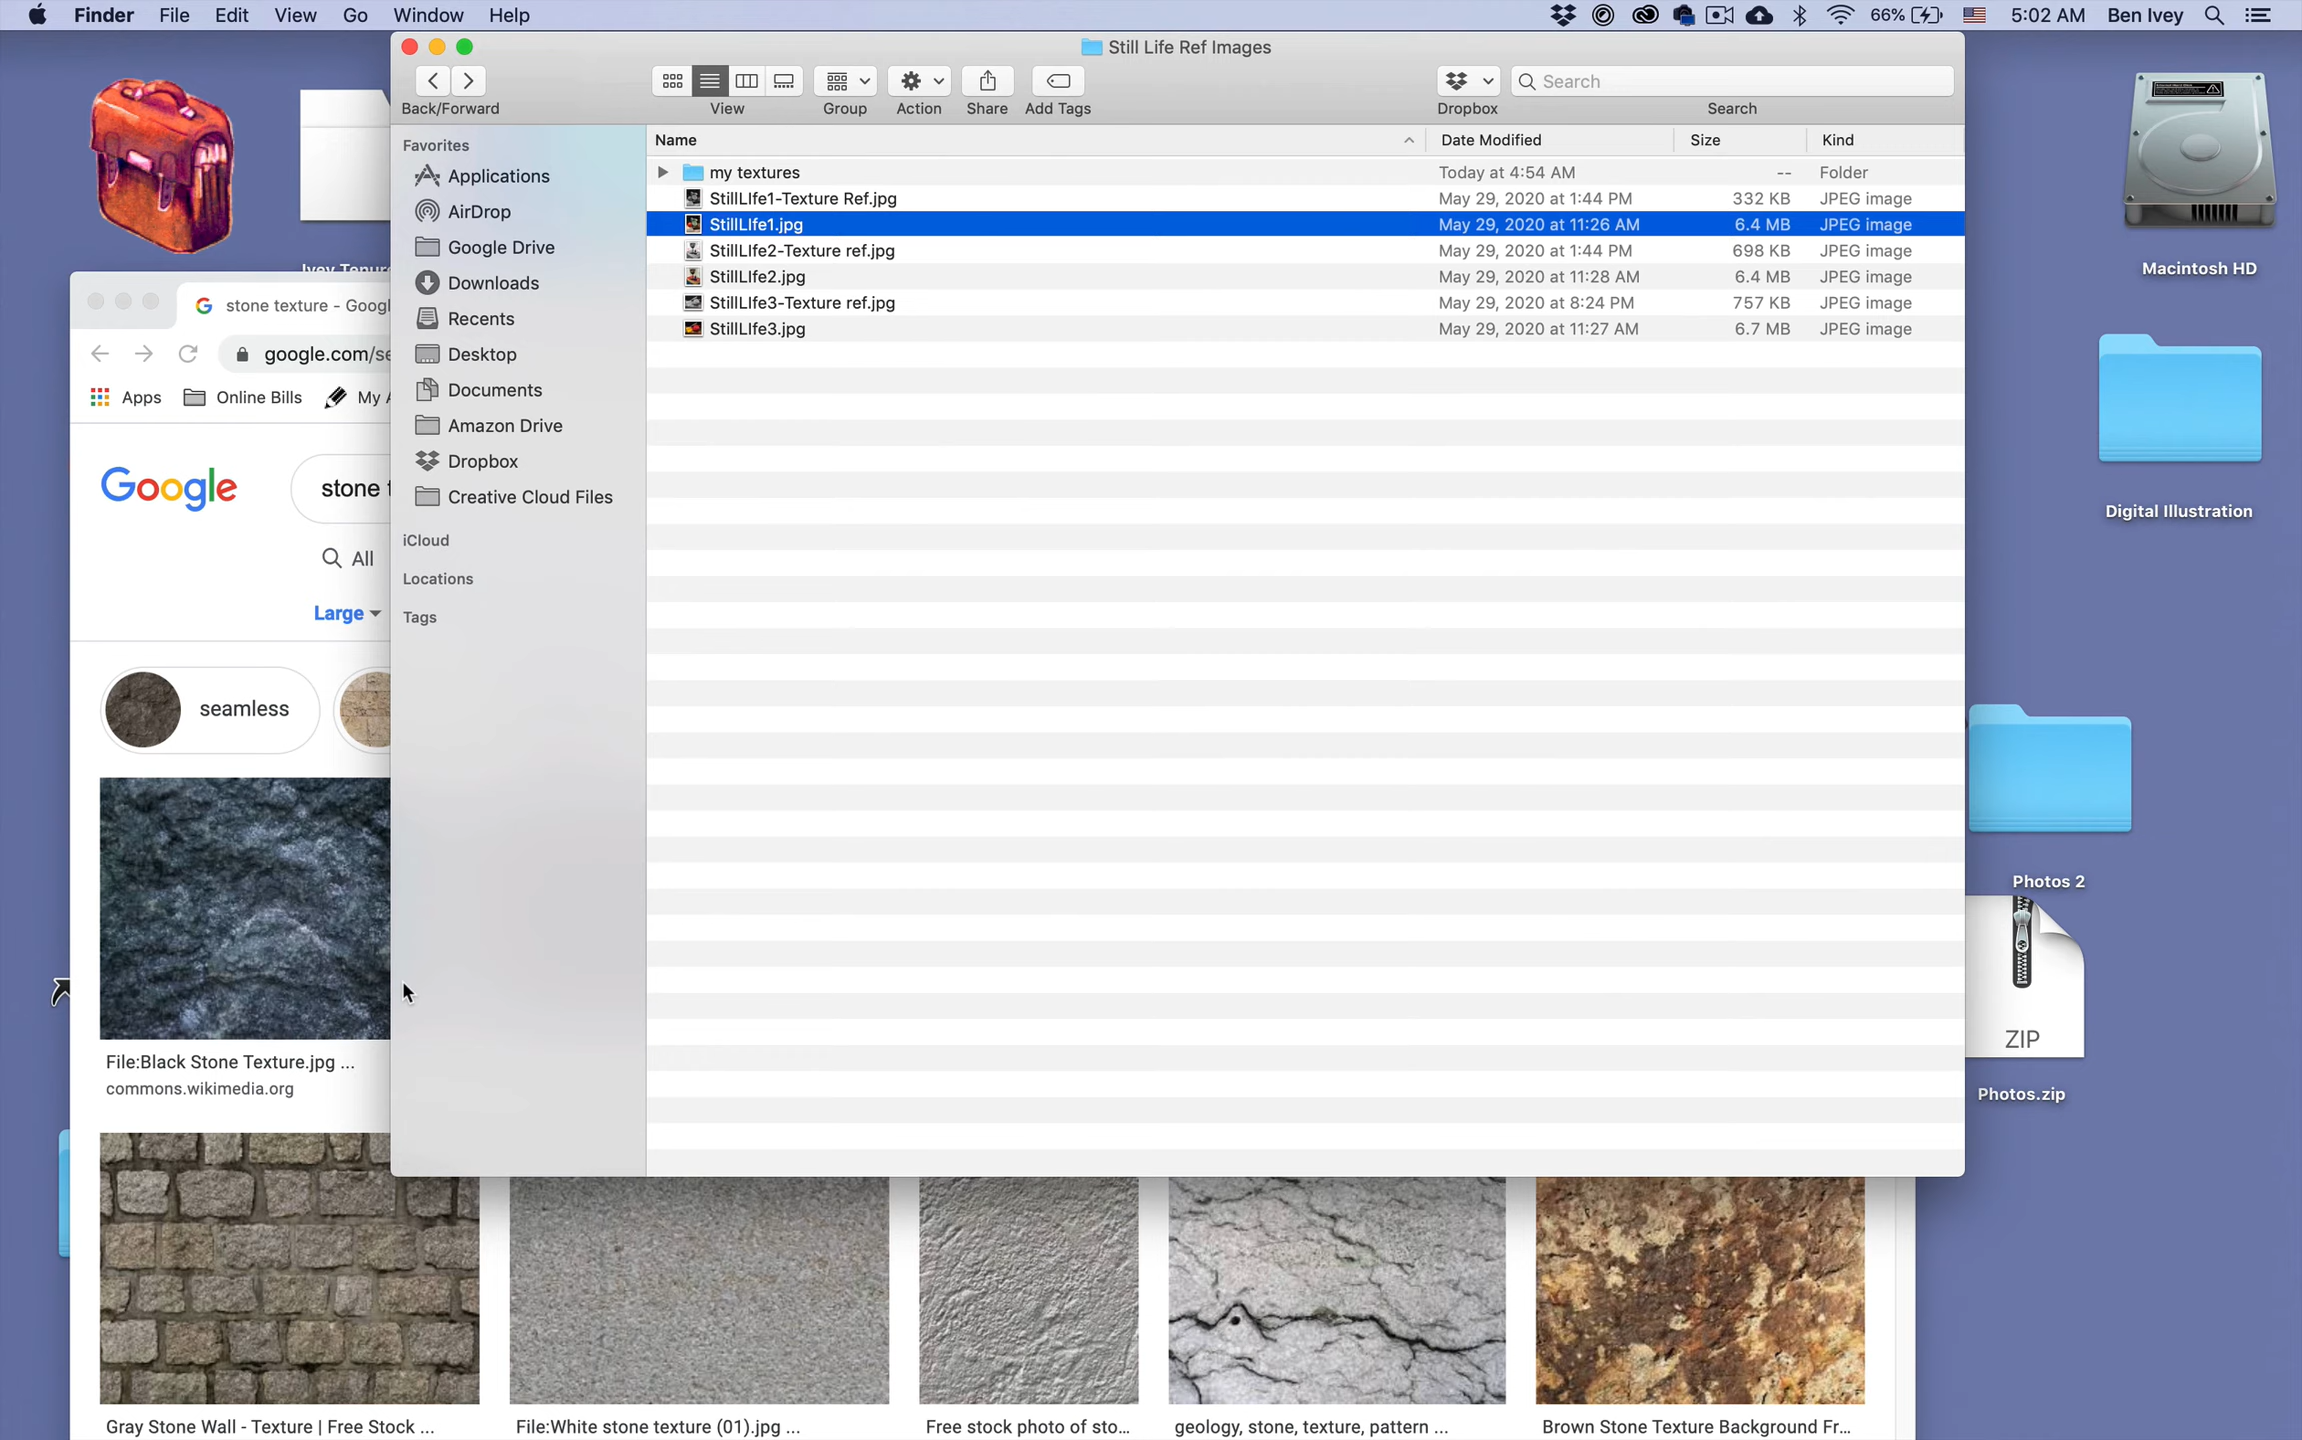 Finder File Edit View Go Window Help 66% 5:02 AM Ben Ivey
Still Life Ref Images
Search
Back/Forward View Group Action Share Add Tags Dropbox Search
Favorites
Applications
AirDrop
Google Drive
Downloads
Recents
Desktop
Documents
Amazon Drive
Dropbox
Creative Cloud Files
iCloud
Locations
Tags
Name Date Modified Size Kind
my textures Today at 4:54 AM -- Folder
StillLIfe1-Texture Ref.jpg May 29, 2020 at 1:44 PM 332 KB JPEG image
StillLIfe1.jpg May 29, 2020 at 11:26 AM 6.4 MB JPEG image
StillLIfe2-Texture ref.jpg May 29, 2020 at 1:44 PM 698 KB JPEG image
StillLIfe2.jpg May 29, 2020 at 11:28 AM 6.4 MB JPEG image
StillLIfe3-Texture ref.jpg May 29, 2020 at 8:24 PM 757 KB JPEG image
StillLIfe3.jpg May 29, 2020 at 11:27 AM 6.7 MB JPEG image
Macintosh HD
Digital Illustration
Photos 2
ZIP
Photos.zip
Ivey Tenur
stone texture - Googl
google.com/se
Apps Online Bills My A
Google
stone t
All
Large
seamless
File:Black Stone Texture.jpg ...
commons.wikimedia.org
Gray Stone Wall - Texture | Free Stock ...
File:White stone texture (01).jpg ...
Free stock photo of sto...
geology, stone, texture, pattern ...
Brown Stone Texture Background Fr...